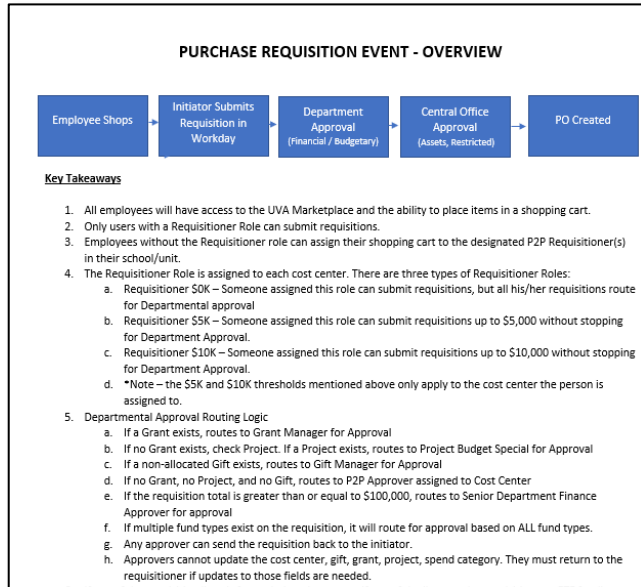 PURCHASE REQUISITION EVENT - OVERVIEW
Employee Shops
Initiator Submits
Requisition in
Workday
Department
Approval
(Financial / Budgetary)
Central Office
Approval
(Assets, Restricted)
PO Created
Key Takeaways
1. All employees will have access to the UVA Marketplace and the ability to place items in a shopping cart.
2. Only users with a Requisitioner Role can submit requisitions.
3. Employees without the Requisitioner role can assign their shopping cart to the designated P2P Requisitioner(s)
in their school/unit.
4. The Requisitioner Role is assigned to each cost center. There are three types of Requisitioner Roles:
a. Requisitioner $0K – Someone assigned this role can submit requisitions, but all his/her requisitions route
for Departmental approval
b. Requisitioner $5K – Someone assigned this role can submit requisitions up to $5,000 without stopping
for Department Approval.
c. Requisitioner $10K – Someone assigned this role can submit requisitions up to $10,000 without stopping
for Department Approval.
d. *Note – the $5K and $10K thresholds mentioned above only apply to the cost center the person is
assigned to.
5. Departmental Approval Routing Logic
a. If a Grant exists, routes to Grant Manager for Approval
b. If no Grant exists, check Project. If a Project exists, routes to Project Budget Special for Approval
c. If a non-allocated Gift exists, routes to Gift Manager for Approval
d. If no Grant, no Project, and no Gift, routes to P2P Approver assigned to Cost Center
e. If the requisition total is greater than or equal to $100,000, routes to Senior Department Finance
Approver for approval
f. If multiple fund types exist on the requisition, it will route for approval based on ALL fund types.
g. Any approver can send the requisition back to the initiator.
h. Approvers cannot update the cost center, gift, grant, project, spend category. They must return to the
requisitioner if updates to those fields are needed.